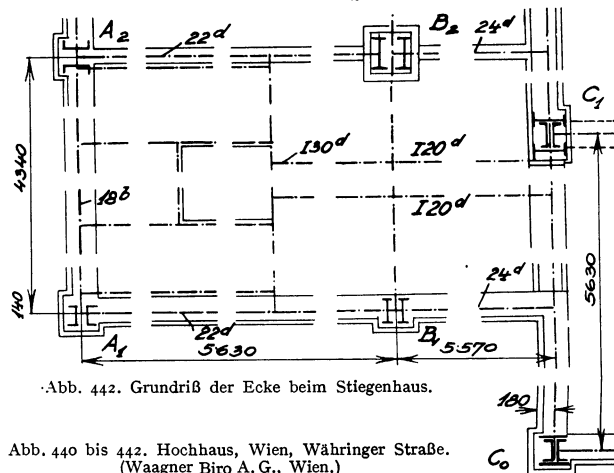 A₂
22ᵈ
B₂
24ᵈ
C₁
4340
I30ᵈ
I20ᵈ
18ᵇ
I20ᵈ
5630
140
24ᵈ
22ᵈ
A₁
B₁
5630
5570
Abb. 442. Grundriß der Ecke beim Stiegenhaus.
180
Abb. 440 bis 442. Hochhaus, Wien, Währinger Straße.
(Waagner Biro A. G., Wien.)
C₀